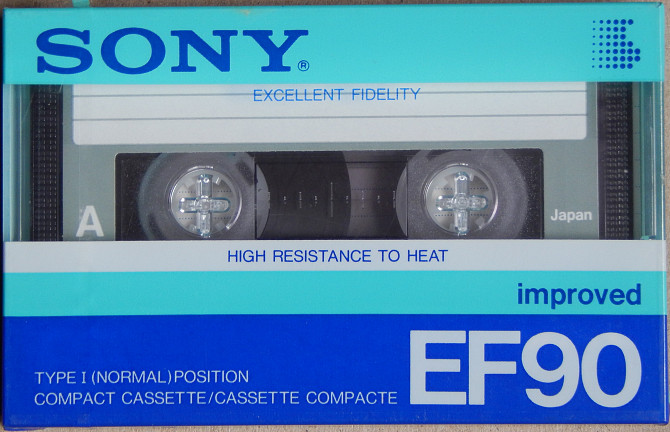 SONY®
EXCELLENT FIDELITY
A
Japan
HIGH RESISTANCE TO HEAT
improved
EF90
TYPE I (NORMAL) POSITION
COMPACT CASSETTE/CASSETTE COMPACTE